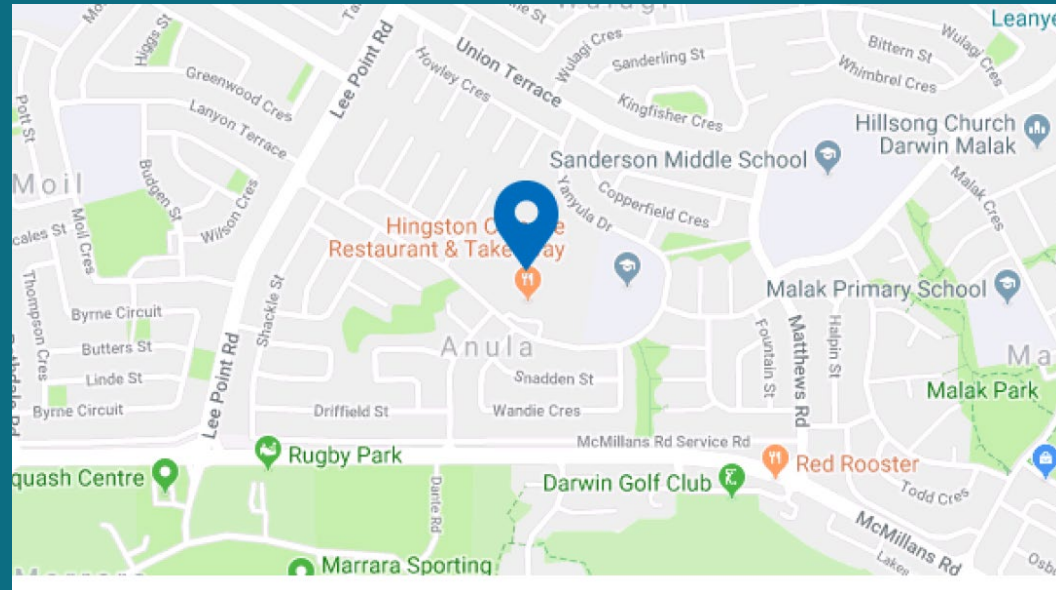 Higgs St
Lee Point Rd
Union Terrace
Wulagi Cres
Sanderling St
Bittern St
Wulagi Cres
Whimbrel Cres
Greenwood Cres
Howley Cres
Kingfisher Cres
Lanyon Terrace
Pott St
Hillsong Church
Darwin Malak
Sanderson Middle School
Moil
Budgen St
Wilson Cres
Moil Cres
Yanyula Dr
Copperfield Cres
Malak Cres
Hingston
Restaurant &
Thompson Cres
Byrne Circuit
Shackle St
Malak Primary School
Butters St
Lee Point Rd
Anula
Fountain St
Matthews Rd
Halpin St
Linde St
Snadden St
Malak Park
Byrne Circuit
Driffield St
Wandie Cres
McMillans Rd Service Rd
Rugby Park
Red Rooster
Darwin Golf Club
Todd Cres
Dante Rd
McMillans Rd
Marrara Sporting